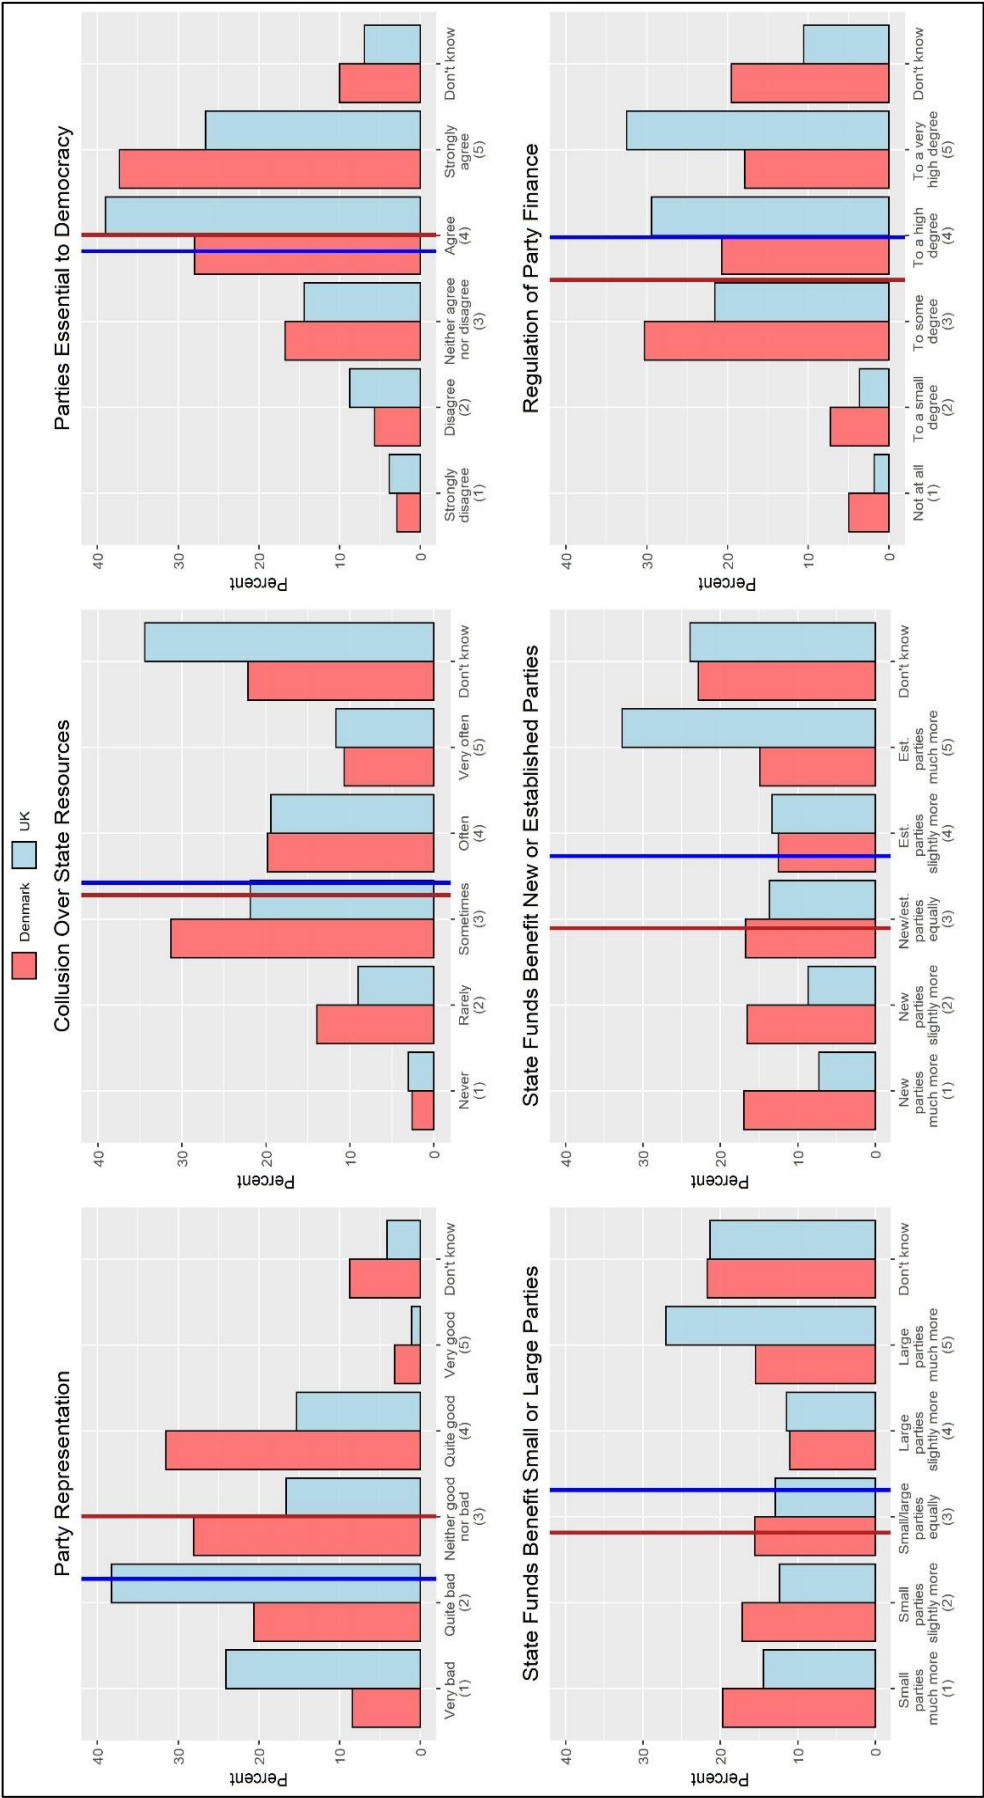 Denmark UK
Party Representation
Percent
40
30
20
10
0
Very bad
(1)
Quite bad
(2)
Neither good
nor bad
(3)
Quite good
(4)
Very good
(5)
Don't know
Collusion Over State Resources
Percent
40
30
20
10
0
Never
(1)
Rarely
(2)
Sometimes
(3)
Often
(4)
Very often
(5)
Don't know
Parties Essential to Democracy
Percent
40
30
20
10
0
Strongly
disagree
(1)
Disagree
(2)
Neither agree
nor disagree
(3)
Agree
(4)
Strongly
agree
(5)
Don't know
State Funds Benefit Small or Large Parties
Percent
40
30
20
10
0
Small
parties
much more
(1)
Small
parties
slightly more
(2)
Small/large
parties
equally
(3)
Large
parties
slightly more
(4)
Large
parties
much more
(5)
Don't know
State Funds Benefit New or Established Parties
Percent
40
30
20
10
0
New
parties
much more
(1)
New
parties
slightly more
(2)
New/est.
parties
equally
(3)
Est.
parties
slightly more
(4)
Est.
parties
much more
(5)
Don't know
Regulation of Party Finance
Percent
40
30
20
10
0
Not at all
(1)
To a small
degree
(2)
To some
degree
(3)
To a high
degree
(4)
To a very
high degree
(5)
Don't know